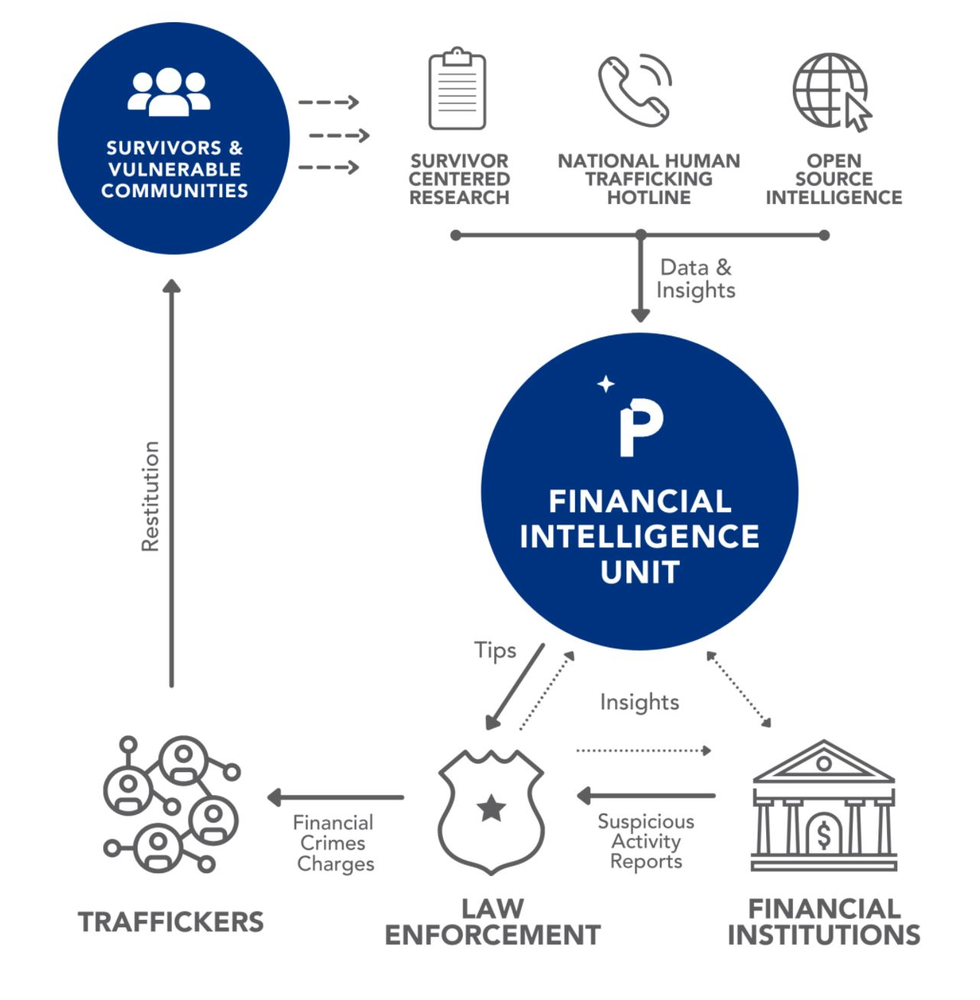 SURVIVORS &
VULNERABLE
COMMUNITIES
SURVIVOR
CENTERED
RESEARCH
NATIONAL HUMAN
TRAFFICKING
HOTLINE
OPEN
SOURCE
INTELLIGENCE
Data &
Insights
P
FINANCIAL
INTELLIGENCE
UNIT
Restitution
Tips
Insights
Financial
Crimes
Charges
Suspicious
Activity
Reports
$
TRAFFICKERS
LAW
ENFORCEMENT
FINANCIAL
INSTITUTIONS